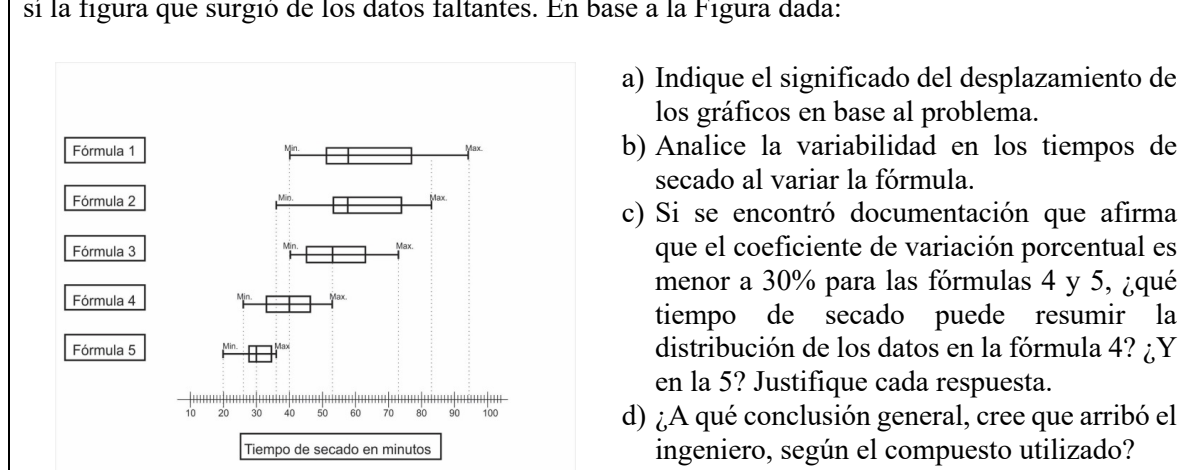 sí la figura que surgió de los datos faltantes. En base a la Figura dada:
Fórmula 1
Mín.
Max.
Fórmula 2
Mín.
Max.
Fórmula 3
Mín.
Max.
Fórmula 4
Mín.
Max.
Fórmula 5
Mín.
Max
10 20 30 40 50 60 70 80 90 100
Tiempo de secado en minutos
a) Indique el significado del desplazamiento de
los gráficos en base al problema.
b) Analice la variabilidad en los tiempos de
secado al variar la fórmula.
c) Si se encontró documentación que afirma
que el coeficiente de variación porcentual es
menor a 30% para las fórmulas 4 y 5, ¿qué
tiempo de secado puede resumir la
distribución de los datos en la fórmula 4? ¿Y
en la 5? Justifique cada respuesta.
d) ¿A qué conclusión general, cree que arribó el
ingeniero, según el compuesto utilizado?